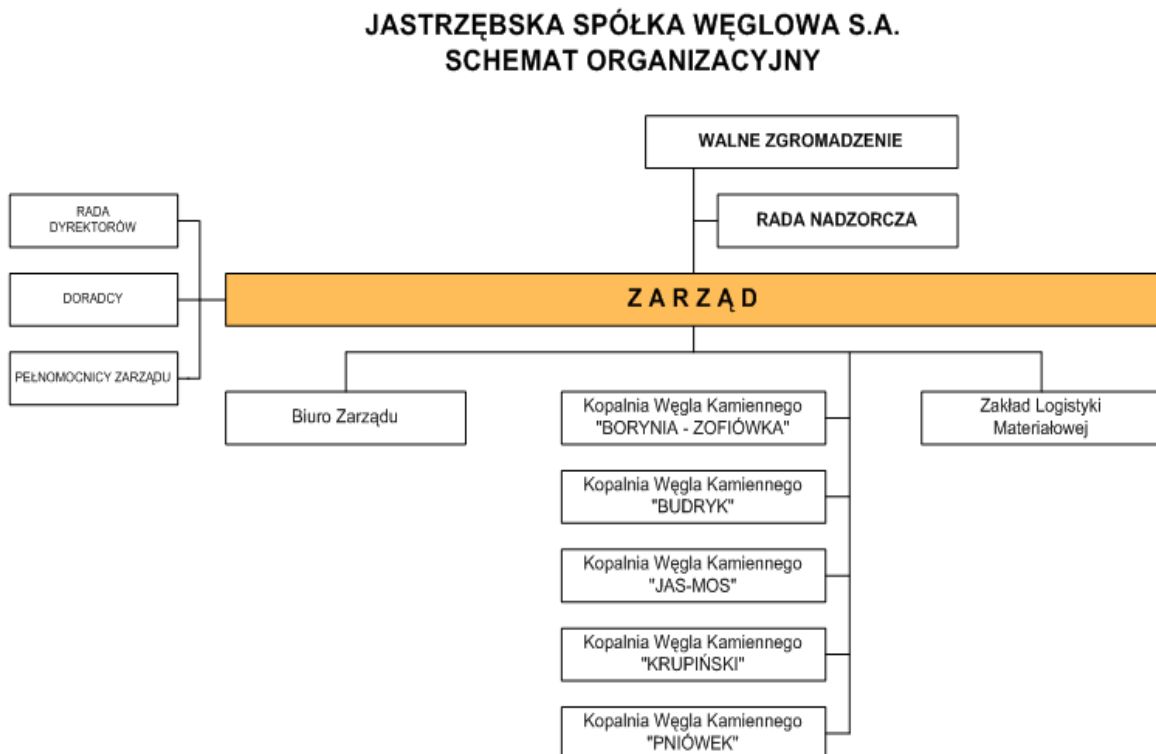 JASTRZĘBSKA SPÓŁKA WĘGLOWA S.A.
SCHEMAT ORGANIZACYJNY
WALNE ZGROMADZENIE
RADA
DYREKTORÓW
RADA NADZORCZA
DORADCY
Z A R Z Ą D
PEŁNOMOCNICY ZARZĄDU
Biuro Zarządu
Kopalnia Węgla Kamiennego
"BORYNIA - ZOFIÓWKA"
Zakład Logistyki
Materiałowej
Kopalnia Węgla Kamiennego
"BUDRYK"
Kopalnia Węgla Kamiennego
"JAS-MOS"
Kopalnia Węgla Kamiennego
"KRUPIŃSKI"
Kopalnia Węgla Kamiennego
"PNIÓWEK"